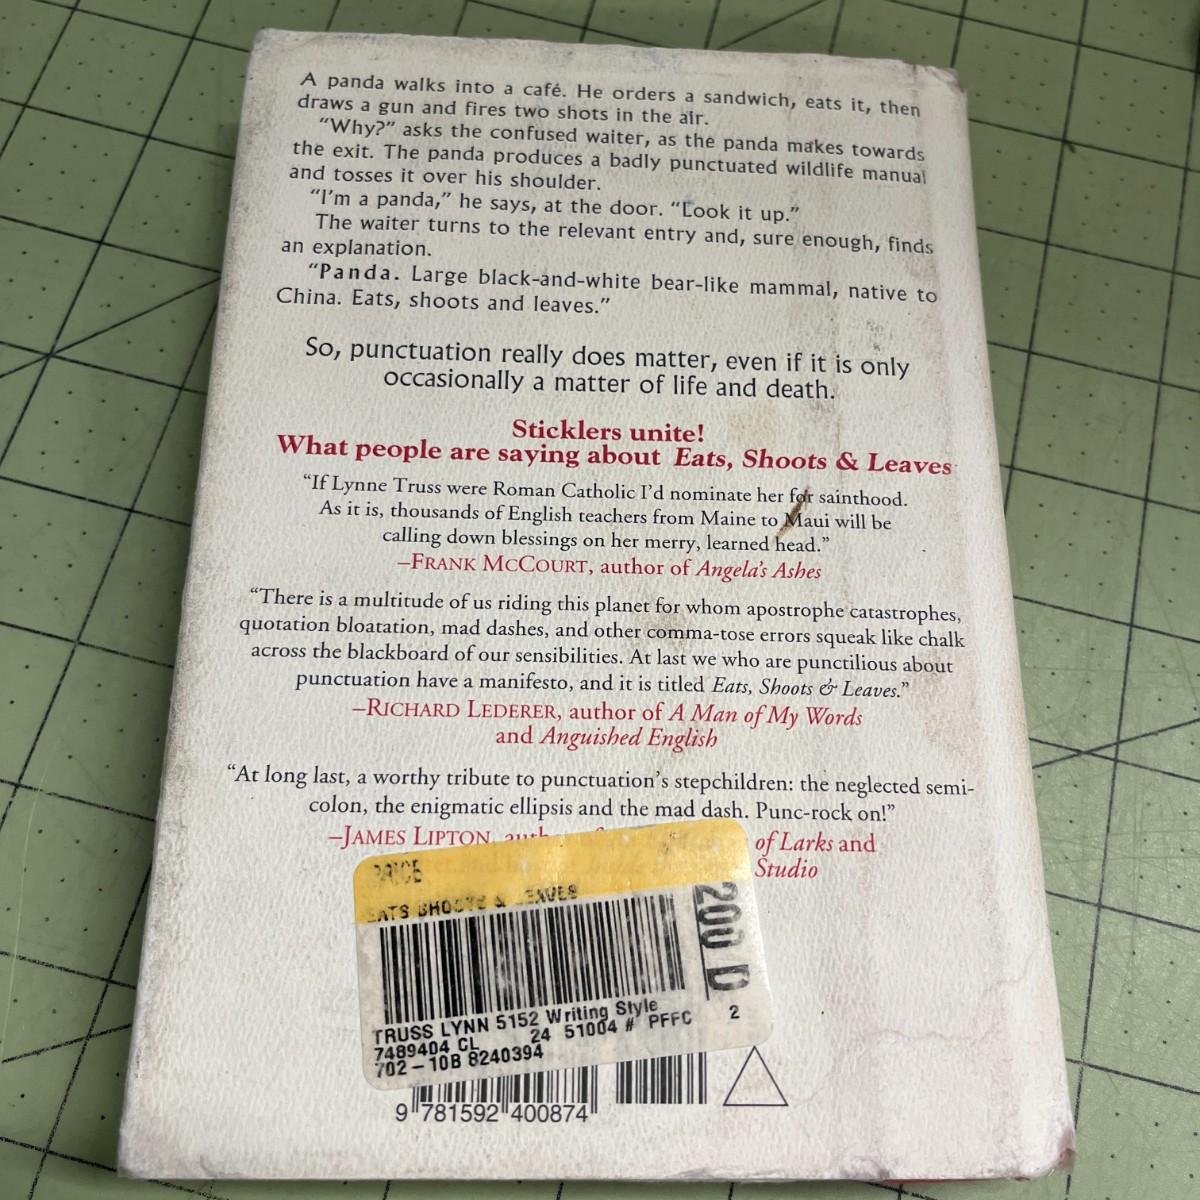 A panda walks into a café. He orders a sandwich, eats it, then
draws a gun and fires two shots in the air.
“Why?” asks the confused waiter, as the panda makes towards
the exit. The panda produces a badly punctuated wildlife manual
and tosses it over his shoulder.
“I’m a panda,” he says, at the door. “Look it up.”
The waiter turns to the relevant entry and, sure enough, finds
an explanation.
“Panda. Large black-and-white bear-like mammal, native to
China. Eats, shoots and leaves.”
So, punctuation really does matter, even if it is only
occasionally a matter of life and death.
Sticklers unite!
What people are saying about Eats, Shoots & Leaves
“If Lynne Truss were Roman Catholic I’d nominate her for sainthood.
As it is, thousands of English teachers from Maine to Maui will be
calling down blessings on her merry, learned head.”
–FRANK MCCOURT, author of Angela’s Ashes
“There is a multitude of us riding this planet for whom apostrophe catastrophes,
quotation bloatation, mad dashes, and other comma-tose errors squeak like chalk
across the blackboard of our sensibilities. At last we who are punctilious about
punctuation have a manifesto, and it is titled Eats, Shoots & Leaves.”
–RICHARD LEDERER, author of A Man of My Words
and Anguished English
“At long last, a worthy tribute to punctuation’s stepchildren: the neglected semi-
colon, the enigmatic ellipsis and the mad dash. Punc-rock on!”
–JAMES LIPTON, of Larks and
Studio
PRICE
EATS SHOOTS & LEAVES
200 D
2
TRUSS LYNN 5152 Writing Style
7489404 CL 24 51004 # PFFC
702-10B 8240394
9 781592 400874